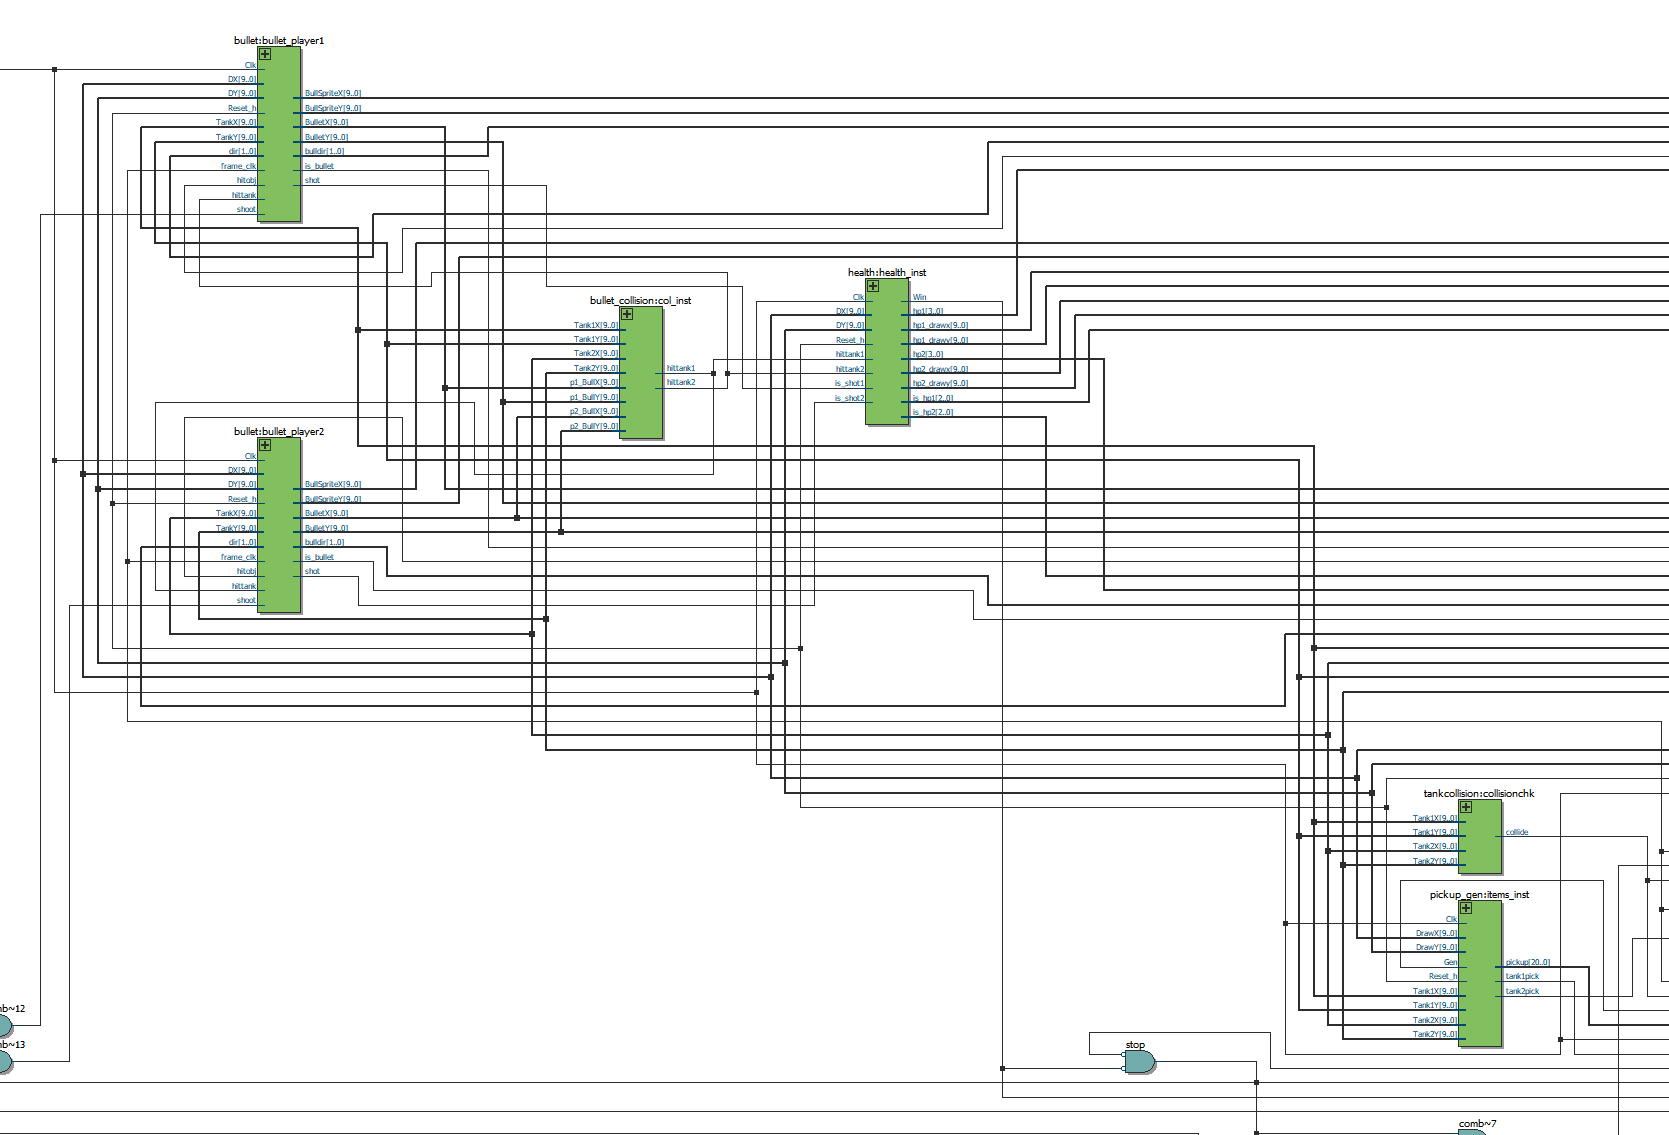 bullet:bullet_player1
Clk
DX[9..0]
DY[9..0]
Reset_h
TankX[9..0]
TankY[9..0]
dir[1..0]
frame_clk
hitobj
hittank
shoot
BullSpriteX[9..0]
BullSpriteY[9..0]
BulletX[9..0]
BulletY[9..0]
bulldir[1..0]
is_bullet
shot
health:health_inst
Clk
DX[9..0]
DY[9..0]
Reset_h
hittank1
hittank2
is_shot1
is_shot2
Win
hp1[3..0]
hp1_drawx[9..0]
hp1_drawy[9..0]
hp2[3..0]
hp2_drawx[9..0]
hp2_drawy[9..0]
is_hp1[2..0]
is_hp2[2..0]
bullet_collision:col_inst
Tank1X[9..0]
Tank1Y[9..0]
Tank2X[9..0]
Tank2Y[9..0]
p1_BullX[9..0]
p1_BullY[9..0]
p2_BullX[9..0]
p2_BullY[9..0]
hittank1
hittank2
bullet:bullet_player2
Clk
DX[9..0]
DY[9..0]
Reset_h
TankX[9..0]
TankY[9..0]
dir[1..0]
frame_clk
hitobj
hittank
shoot
BullSpriteX[9..0]
BullSpriteY[9..0]
BulletX[9..0]
BulletY[9..0]
bulldir[1..0]
is_bullet
shot
tankcollision:collisionchk
Tank1X[9..0]
Tank1Y[9..0]
Tank2X[9..0]
Tank2Y[9..0]
collide
pickup_gen:items_inst
Clk
DrawX[9..0]
DrawY[9..0]
Gen
Reset_h
Tank1X[9..0]
Tank1Y[9..0]
Tank2X[9..0]
Tank2Y[9..0]
pickup[20..0]
tank1pick
tank2pick
nb~12
nb~13
stop
comb~7